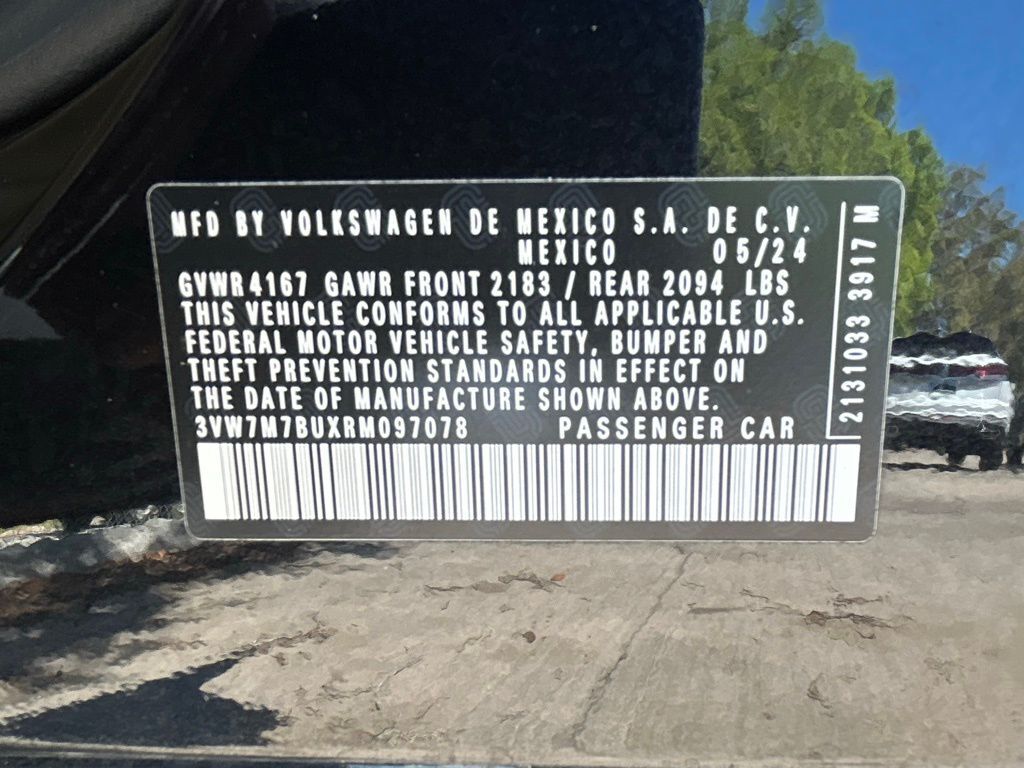 MFD BY VOLKSWAGEN DE MEXICO S.A. DE C.V.
MEXICO 05/24
GVWR 4167 GAWR FRONT 2183 / REAR 2094 LBS
THIS VEHICLE CONFORMS TO ALL APPLICABLE U.S.
FEDERAL MOTOR VEHICLE SAFETY, BUMPER AND
THEFT PREVENTION STANDARDS IN EFFECT ON
THE DATE OF MANUFACTURE SHOWN ABOVE.
3VW7M7BUXRM097078 PASSENGER CAR
2131033 3917 M